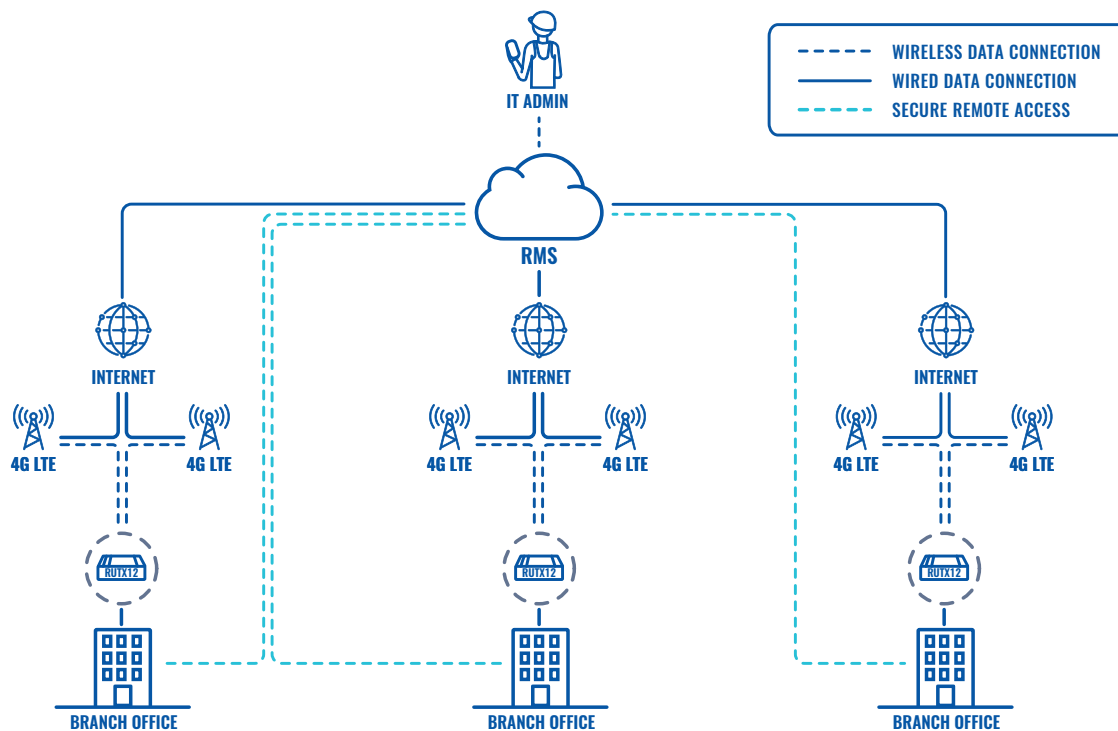 IT ADMIN
WIRELESS DATA CONNECTION
WIRED DATA CONNECTION
SECURE REMOTE ACCESS
RMS
INTERNET
INTERNET
INTERNET
4G LTE
4G LTE
4G LTE
4G LTE
4G LTE
4G LTE
RUTX12
RUTX12
RUTX12
BRANCH OFFICE
BRANCH OFFICE
BRANCH OFFICE